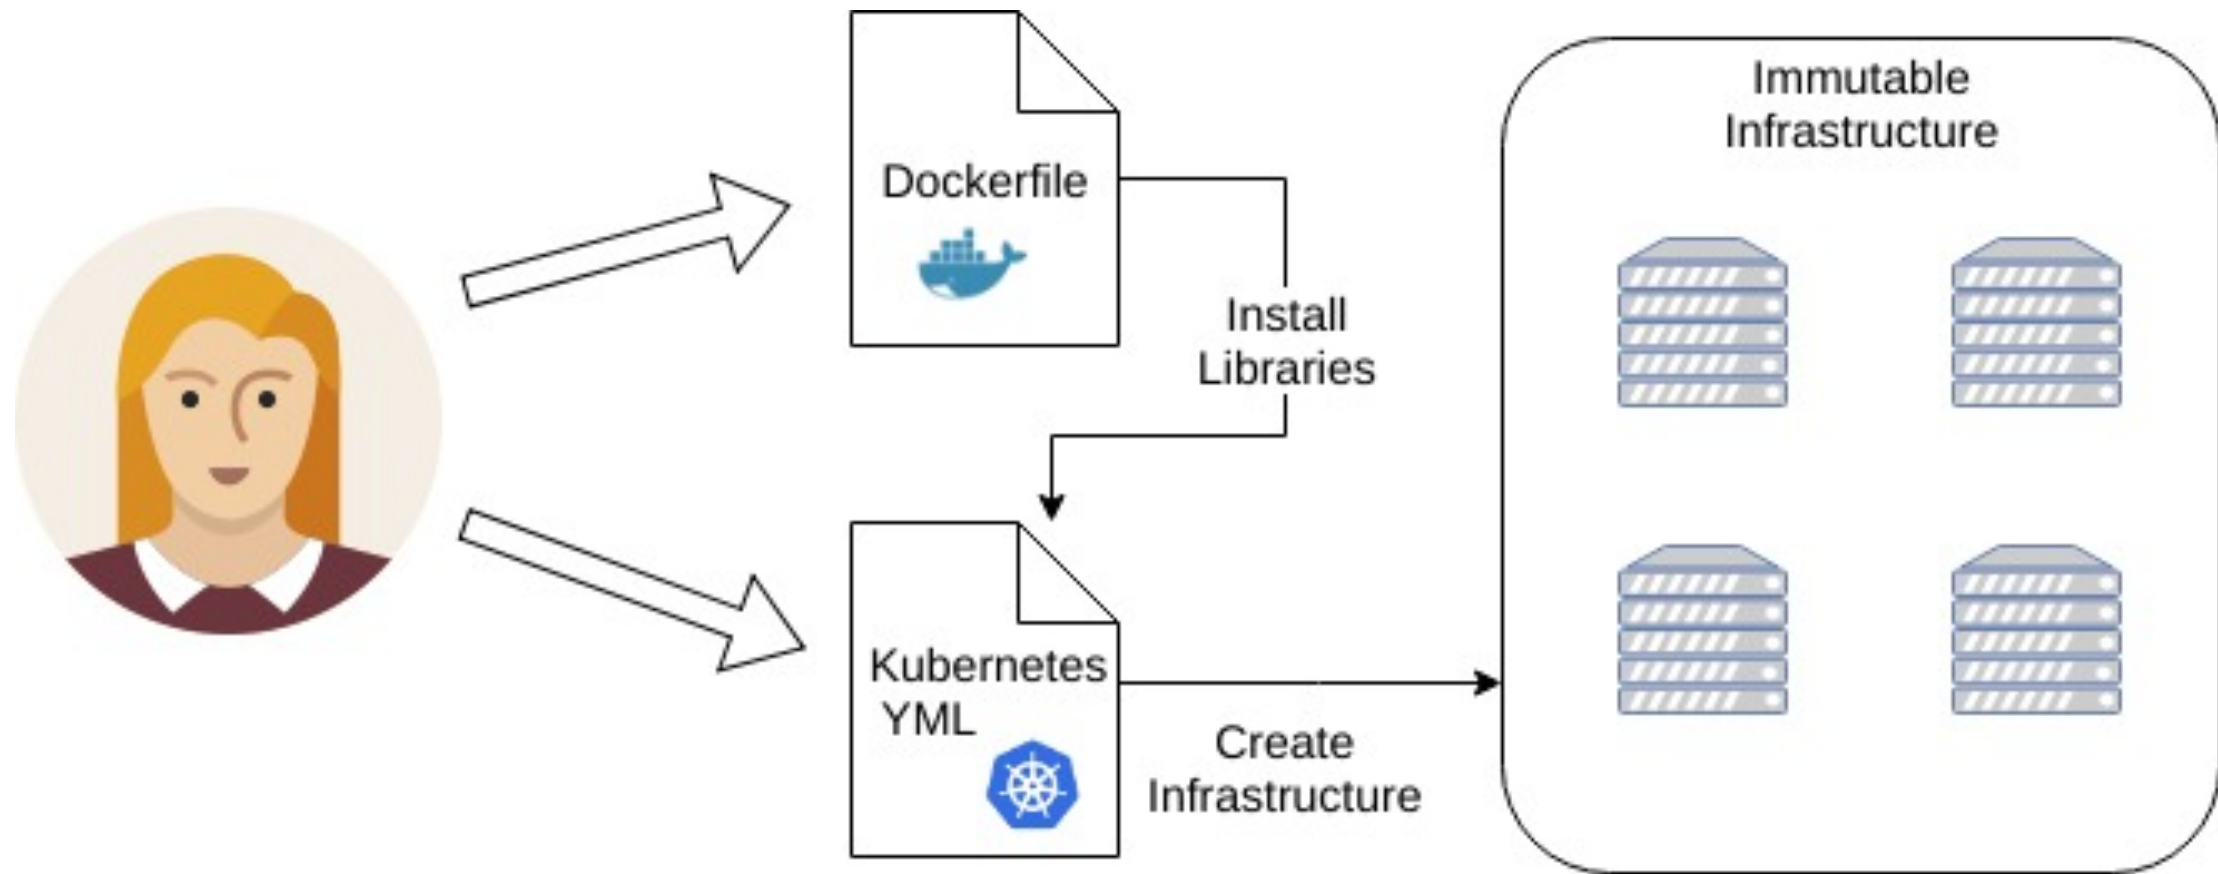 Dockerfile
Install
Libraries
Kubernetes
YML
Create
Infrastructure
Immutable
Infrastructure